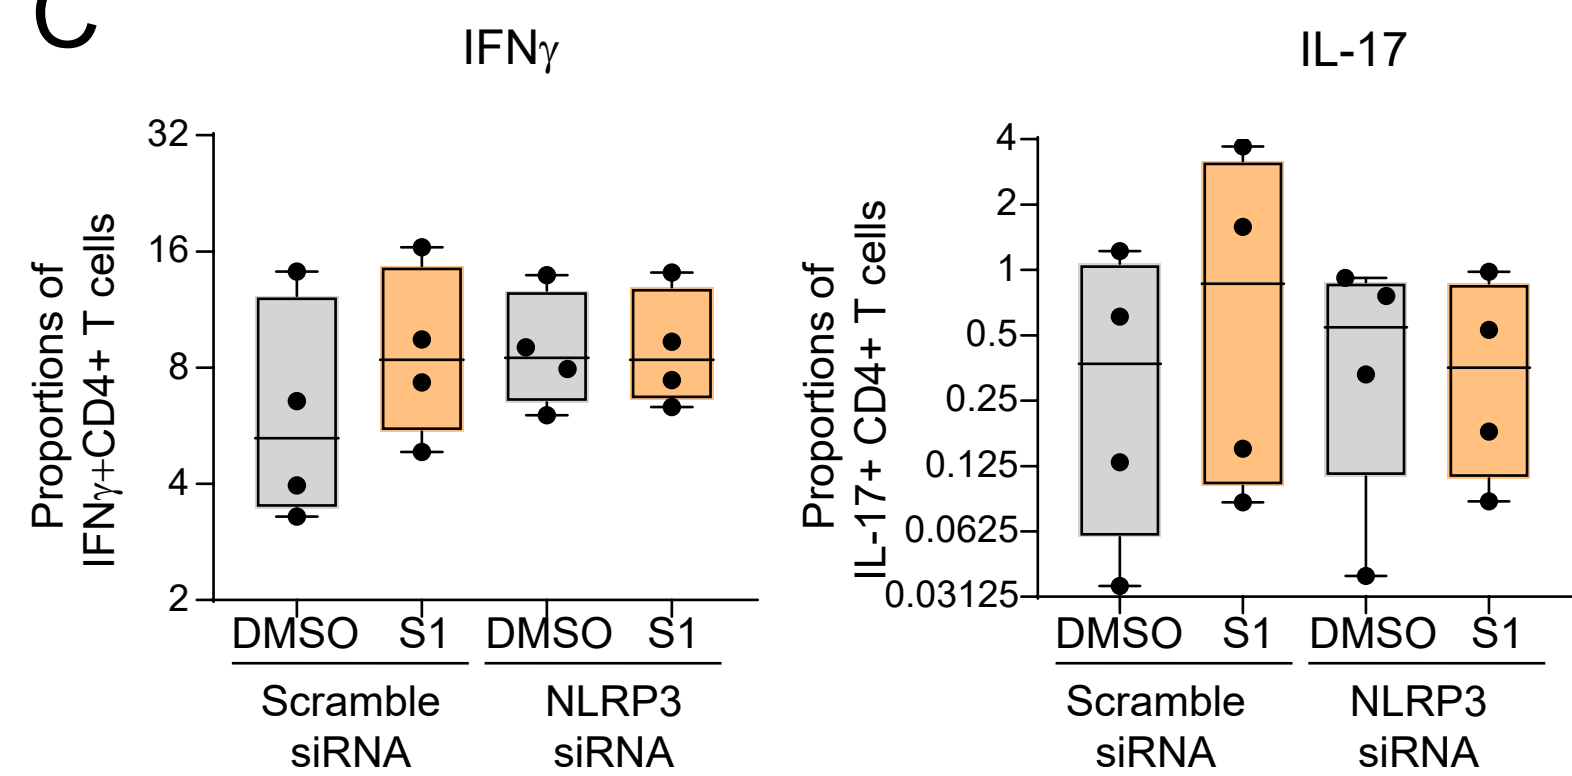 C
IFNγ
IL-17
Proportions of
IFNγ+CD4+ T cells
32
16
8
4
2
DMSO S1 DMSO S1
Scramble siRNA
NLRP3 siRNA
Proportions of
IL-17+ CD4+ T cells
4
2
1
0.5
0.25
0.125
0.0625
0.03125
DMSO S1 DMSO S1
Scramble siRNA
NLRP3 siRNA